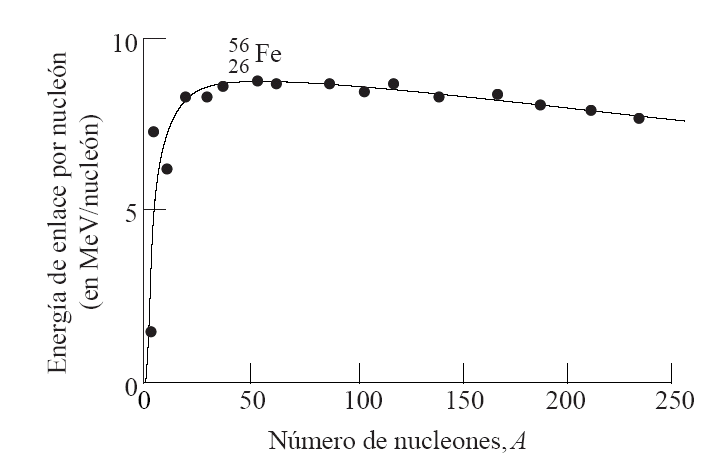 Energía de enlace por nucleón
(en MeV/nucleón)
10
5
0
56
26
Fe
0 50 100 150 200 250
Número de nucleones, A